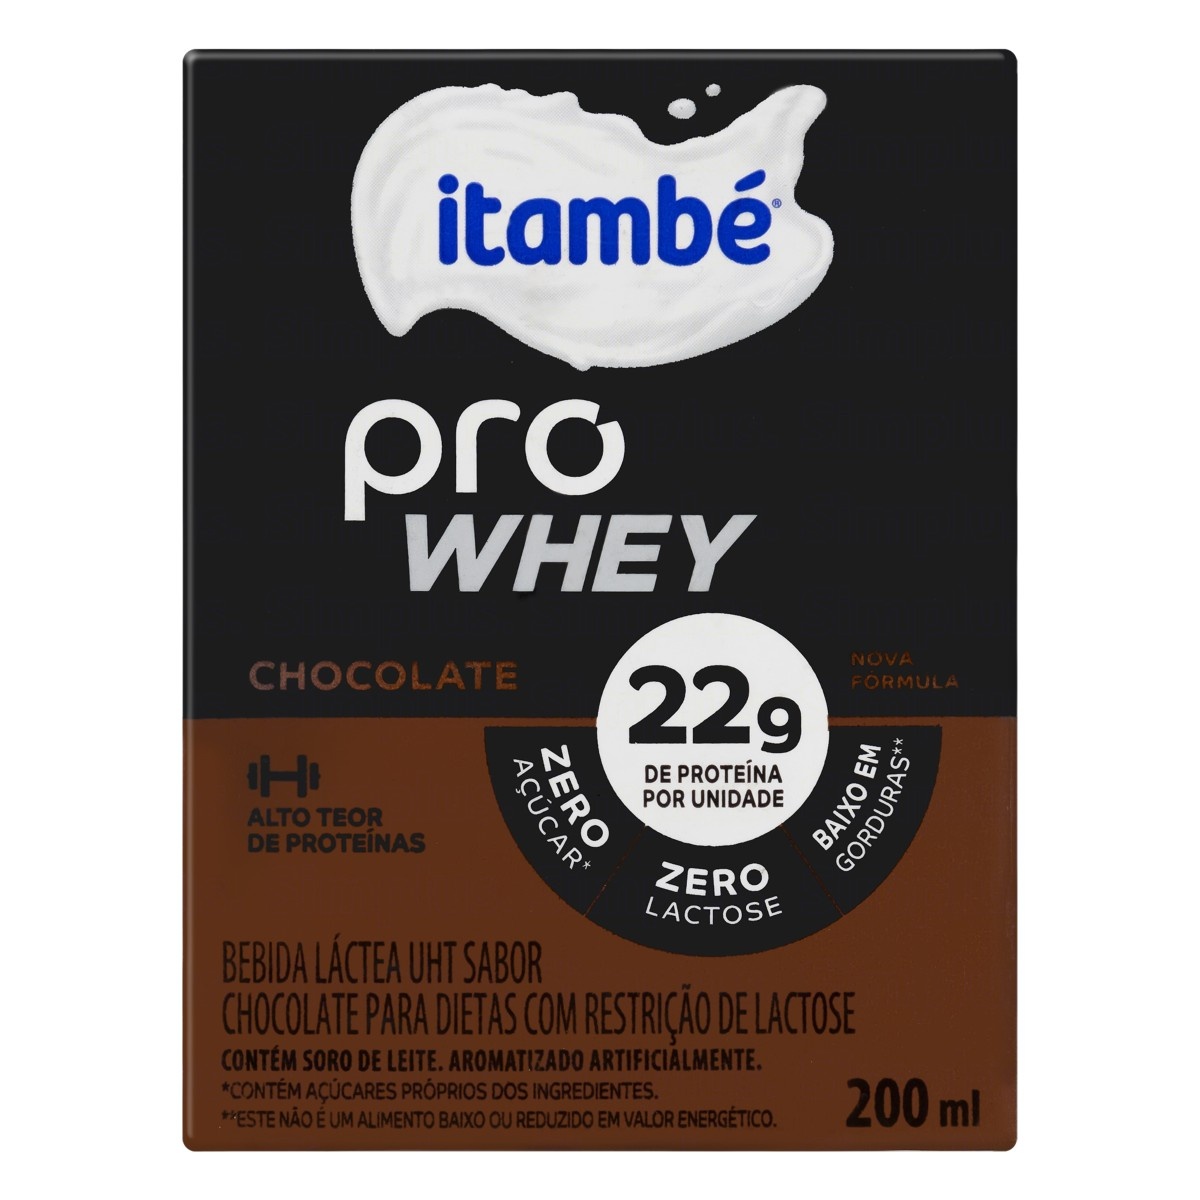 itambé®
pro
WHEY
CHOCOLATE
NOVA
FÓRMULA
22g
DE PROTEÍNA
POR UNIDADE
ZERO
AÇÚCAR*
ZERO
LACTOSE
BAIXO EM
GORDURAS**
ALTO TEOR
DE PROTEÍNAS
BEBIDA LÁCTEA UHT SABOR
CHOCOLATE PARA DIETAS COM RESTRIÇÃO DE LACTOSE
CONTÉM SORO DE LEITE. AROMATIZADO ARTIFICIALMENTE.
*CONTÉM AÇÚCARES PRÓPRIOS DOS INGREDIENTES.
**ESTE NÃO É UM ALIMENTO BAIXO OU REDUZIDO EM VALOR ENERGÉTICO.
200 ml